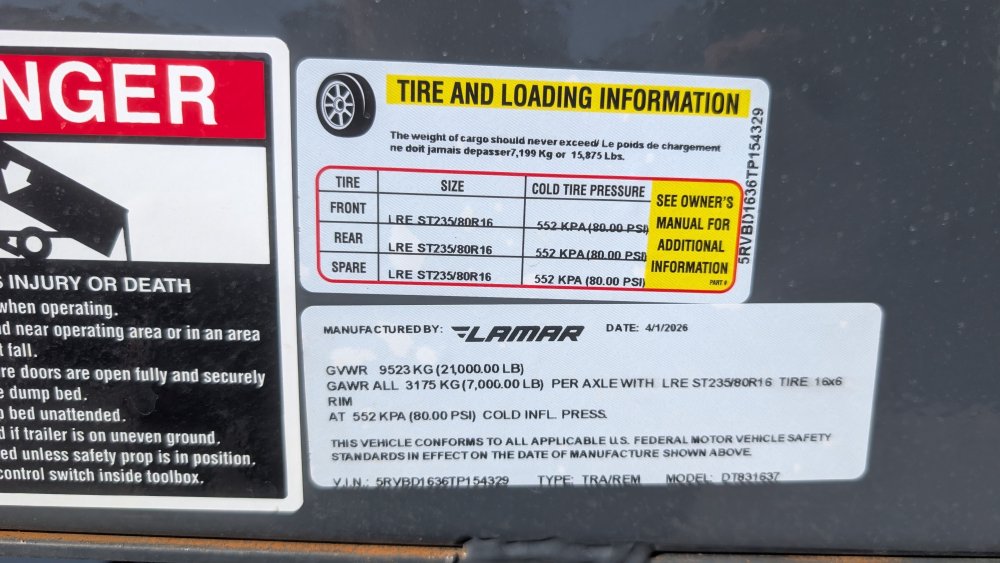 NGER
S INJURY OR DEATH
when operating.
d near operating area or in an area
t fall.
re doors are open fully and securely
e dump bed.
o bed unattended.
d if trailer is on uneven ground.
ed unless safety prop is in position.
control switch inside toolbox.
TIRE AND LOADING INFORMATION
The weight of cargo should never exceed/ Le poids de chargement
ne doit jamais depasser7,199 Kg or 15,875 Lbs.
TIRE SIZE COLD TIRE PRESSURE
FRONT LRE ST235/80R16 552 KPA (80.00 PSI)
REAR LRE ST235/80R16 552 KPA (80.00 PSI)
SPARE LRE ST235/80R16 552 KPA (80.00 PSI)
SEE OWNER'S
MANUAL FOR
ADDITIONAL
INFORMATION
PART #
5RVBD1636TP154329
MANUFACTURED BY: LAMAR DATE: 4/1/2026
GVWR 9523 KG (21,000.00 LB)
GAWR ALL 3175 KG (7,000.00 LB) PER AXLE WITH LRE ST235/80R16 TIRE 16x6
RIM
AT 552 KPA (80.00 PSI) COLD INFL. PRESS.
THIS VEHICLE CONFORMS TO ALL APPLICABLE U.S. FEDERAL MOTOR VEHICLE SAFETY
STANDARDS IN EFFECT ON THE DATE OF MANUFACTURE SHOWN ABOVE.
V.I.N.: 5RVBD1636TP154329 TYPE: TRA/REM MODEL: DT831637